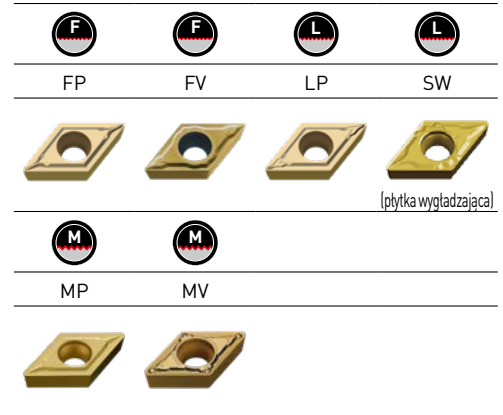 F F L L
FP FV LP SW
(płytka wygładzająca)
M M
MP MV